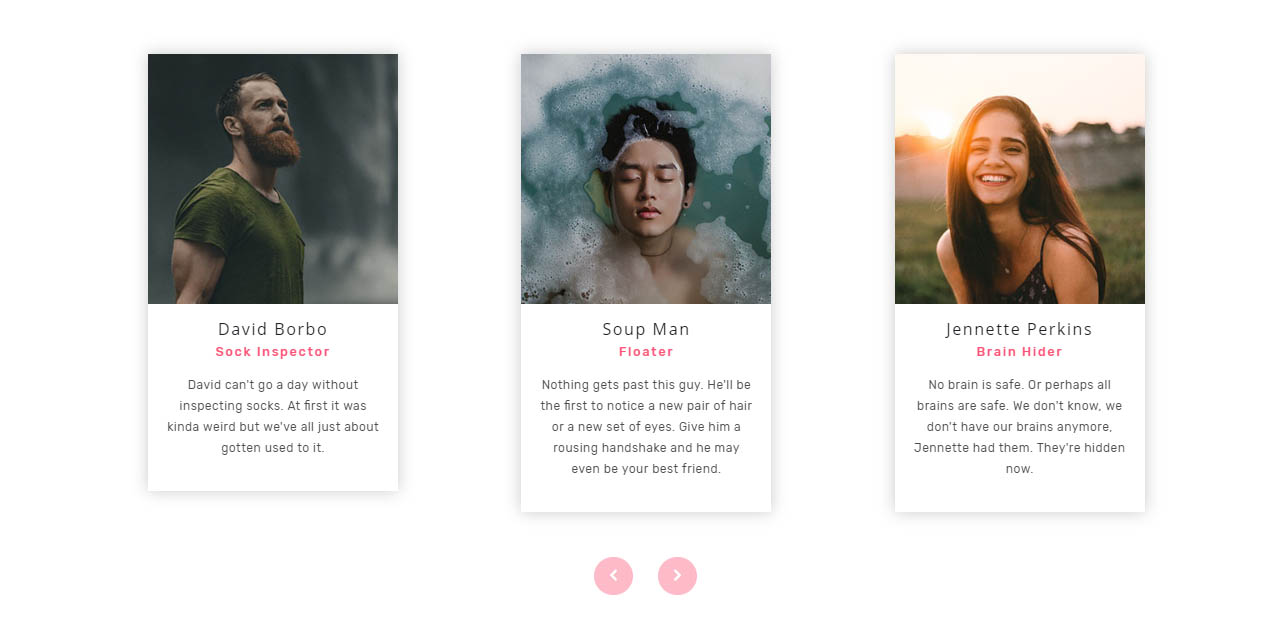 David Borbo
Sock Inspector
David can't go a day without
inspecting socks. At first it was
kinda weird but we've all just about
gotten used to it.
Soup Man
Floater
Nothing gets past this guy. He'll be
the first to notice a new pair of hair
or a new set of eyes. Give him a
rousing handshake and he may
even be your best friend.
Jennette Perkins
Brain Hider
No brain is safe. Or perhaps all
brains are safe. We don't know, we
don't have our brains anymore,
Jennette had them. They're hidden
now.